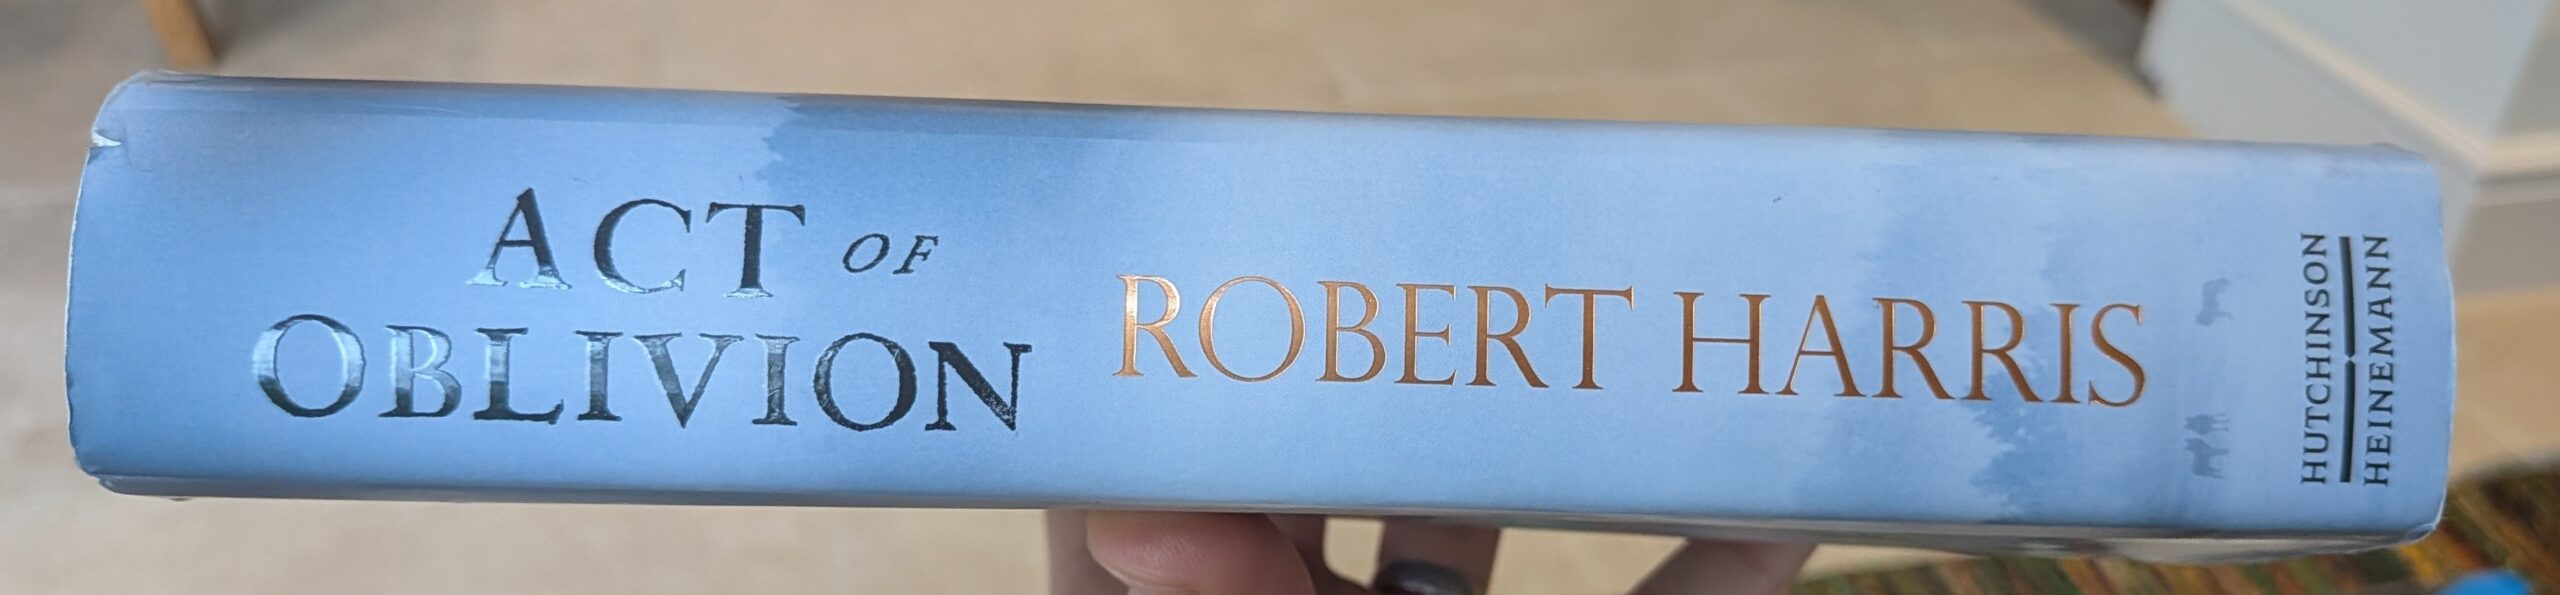 ACT OF
OBLIVION
ROBERT HARRIS
HUTCHINSON
HEINEMANN